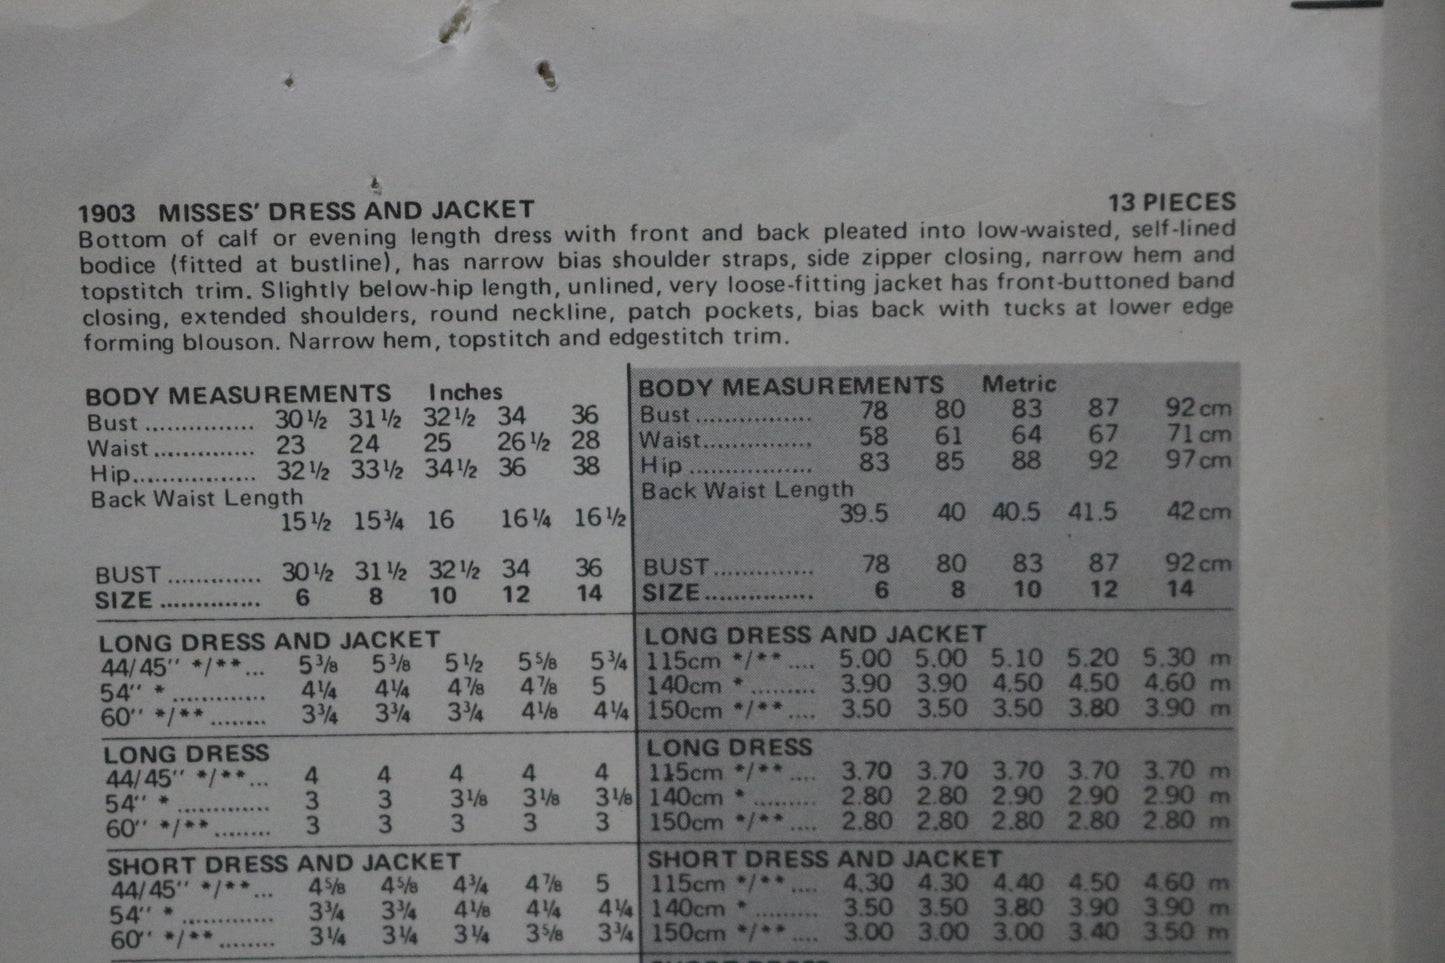 1903 MISSES' DRESS AND JACKET 13 PIECES
Bottom of calf or evening length dress with front and back pleated into low-waisted, self-lined
bodice (fitted at bustline), has narrow bias shoulder straps, side zipper closing, narrow hem and
topstitch trim. Slightly below-hip length, unlined, very loose-fitting jacket has front-buttoned band
closing, extended shoulders, round neckline, patch pockets, bias back with tucks at lower edge
forming blouson. Narrow hem, topstitch and edgestitch trim.
BODY MEASUREMENTS Inches
Bust ............... 30½ 31½ 32½ 34 36
Waist .............. 23 24 25 26½ 28
Hip................. 32½ 33½ 34½ 36 38
Back Waist Length
15½ 15¾ 16 16¼ 16½
BUST ............. 30½ 31½ 32½ 34 36
SIZE .............. 6 8 10 12 14
LONG DRESS AND JACKET
44/45'' */**... 5⅜ 5⅜ 5½ 5⅝ 5¾
54'' * ............. 4¼ 4¼ 4⅞ 4⅞ 5
60'' */** ........ 3¾ 3¾ 3¾ 4⅛ 4¼
LONG DRESS
44/45'' */**... 4 4 4 4 4
54'' * ............. 3 3 3⅛ 3⅛ 3⅛
60'' */**........ 3 3 3 3 3
SHORT DRESS AND JACKET
44/45'' */**... 4⅝ 4⅝ 4¾ 4⅞ 5
54'' * ............. 3¾ 3¾ 4⅛ 4¼ 4¼
60'' */**........ 3¼ 3¼ 3¼ 3⅝ 3¾
BODY MEASUREMENTS Metric
Bust ................ 78 80 83 87 92 cm
Waist............... 58 61 64 67 71 cm
Hip ................. 83 85 88 92 97 cm
Back Waist Length
39.5 40 40.5 41.5 42 cm
BUST.............. 78 80 83 87 92 cm
SIZE............... 6 8 10 12 14
LONG DRESS AND JACKET
115cm */** .... 5.00 5.00 5.10 5.20 5.30 m
140cm * ......... 3.90 3.90 4.50 4.50 4.60 m
150cm */** .... 3.50 3.50 3.50 3.80 3.90 m
LONG DRESS
115cm */** .... 3.70 3.70 3.70 3.70 3.70 m
140cm * ......... 2.80 2.80 2.90 2.90 2.90 m
150cm */** .... 2.80 2.80 2.80 2.80 2.80 m
SHORT DRESS AND JACKET
115cm */** .... 4.30 4.30 4.40 4.50 4.60 m
140cm * ......... 3.50 3.50 3.80 3.90 3.90 m
150cm */** .... 3.00 3.00 3.00 3.40 3.50 m